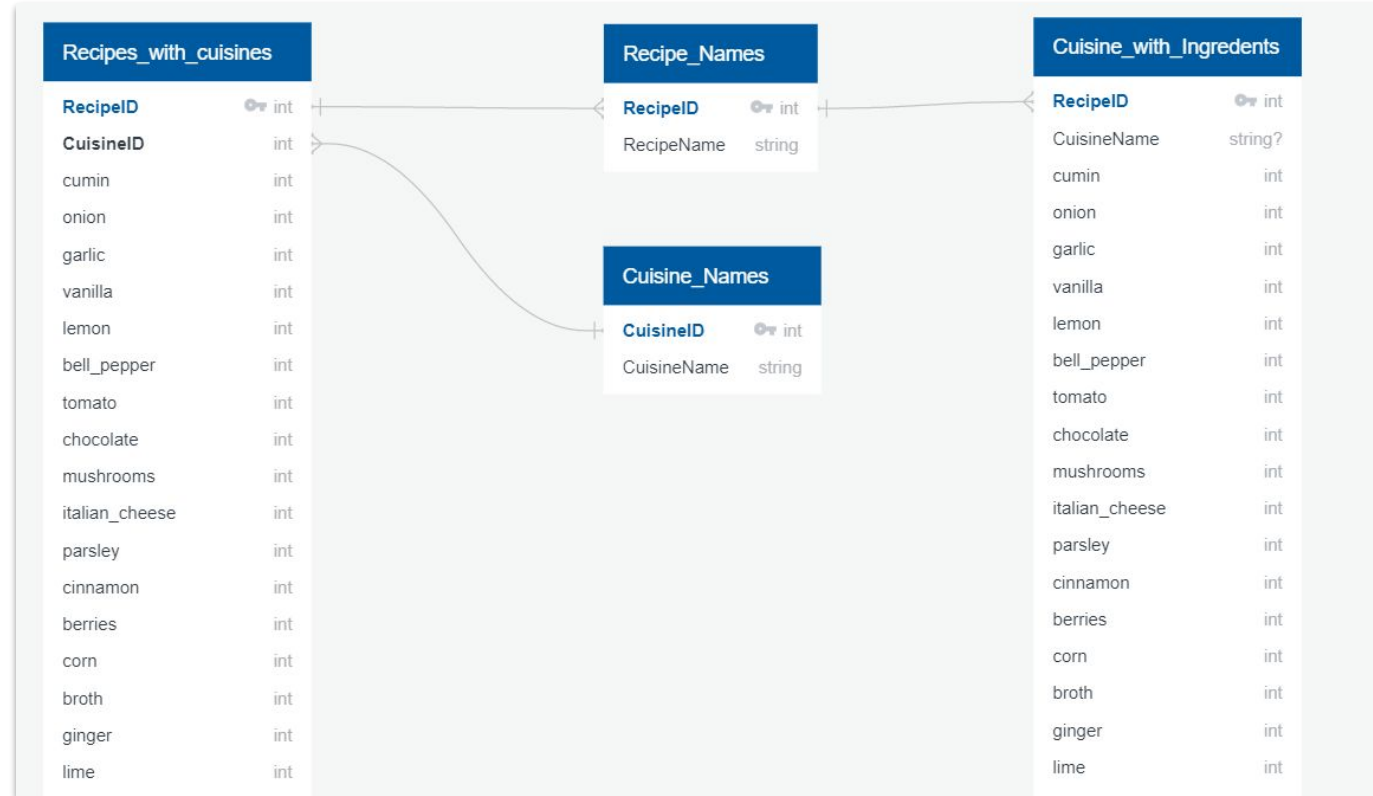 Recipes_with_cuisines
RecipeID int
CuisineID int
cumin int
onion int
garlic int
vanilla int
lemon int
bell_pepper int
tomato int
chocolate int
mushrooms int
italian_cheese int
parsley int
cinnamon int
berries int
corn int
broth int
ginger int
lime int
Recipe_Names
RecipeID int
RecipeName string
Cuisine_Names
CuisineID int
CuisineName string
Cuisine_with_Ingredents
RecipeID int
CuisineName string?
cumin int
onion int
garlic int
vanilla int
lemon int
bell_pepper int
tomato int
chocolate int
mushrooms int
italian_cheese int
parsley int
cinnamon int
berries int
corn int
broth int
ginger int
lime int